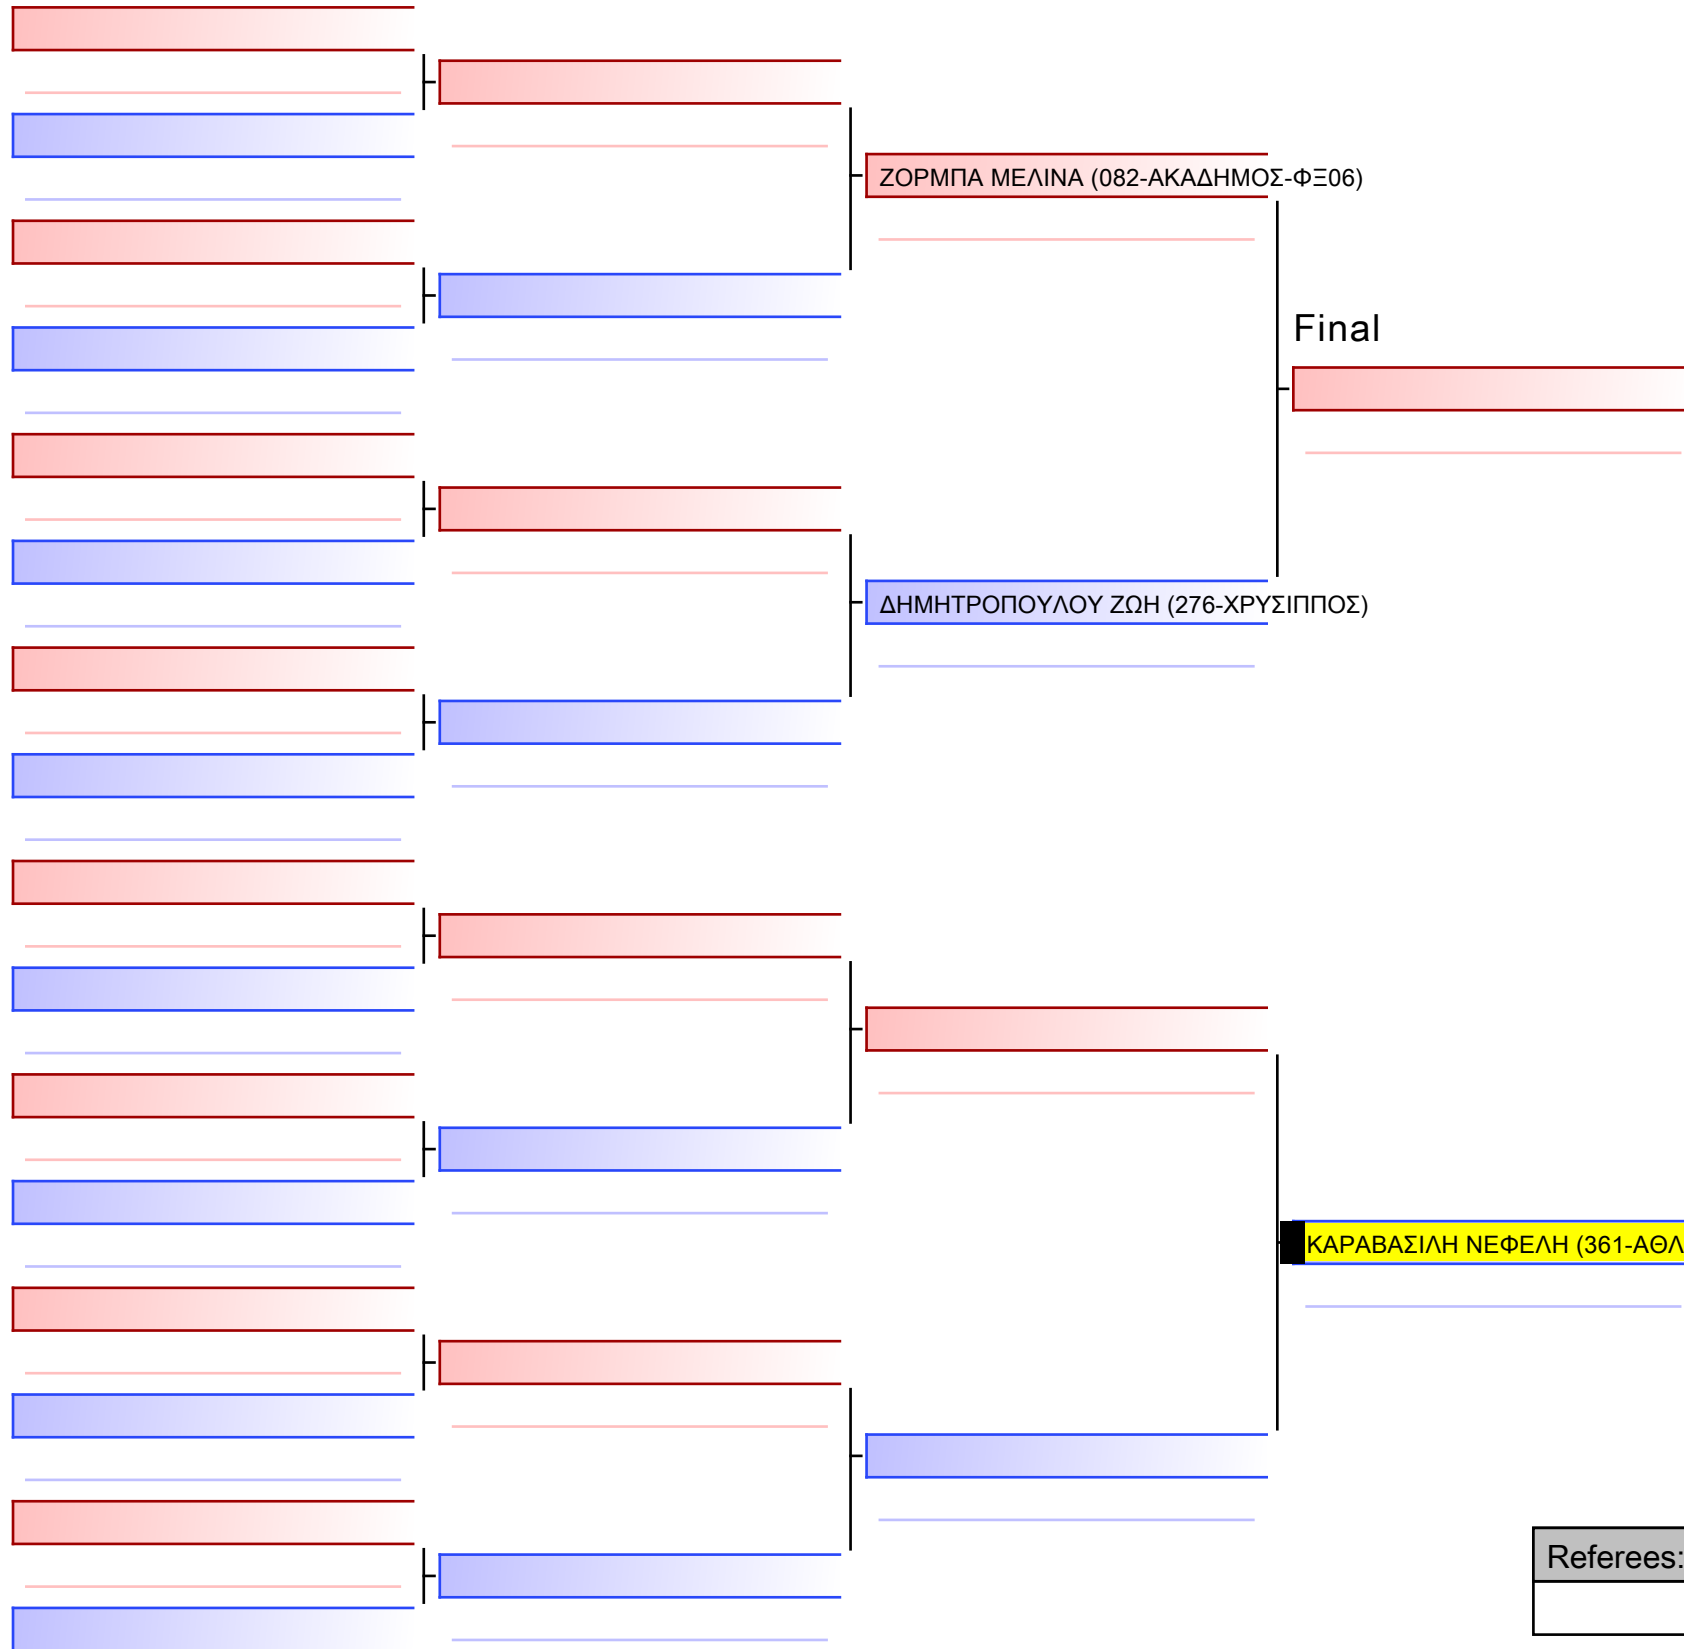 ΖΟΡΜΠΑ ΜΕΛΙΝΑ (082-ΑΚΑΔΗΜΟΣ-ΦΞ06)
Final
ΔΗΜΗΤΡΟΠΟΥΛΟΥ ΖΩΗ (276-ΧΡΥΣΙΠΠΟΣ)
ΚΑΡΑΒΑΣΙΛΗ ΝΕΦΕΛΗ (361-ΑΘΛ
Referees: